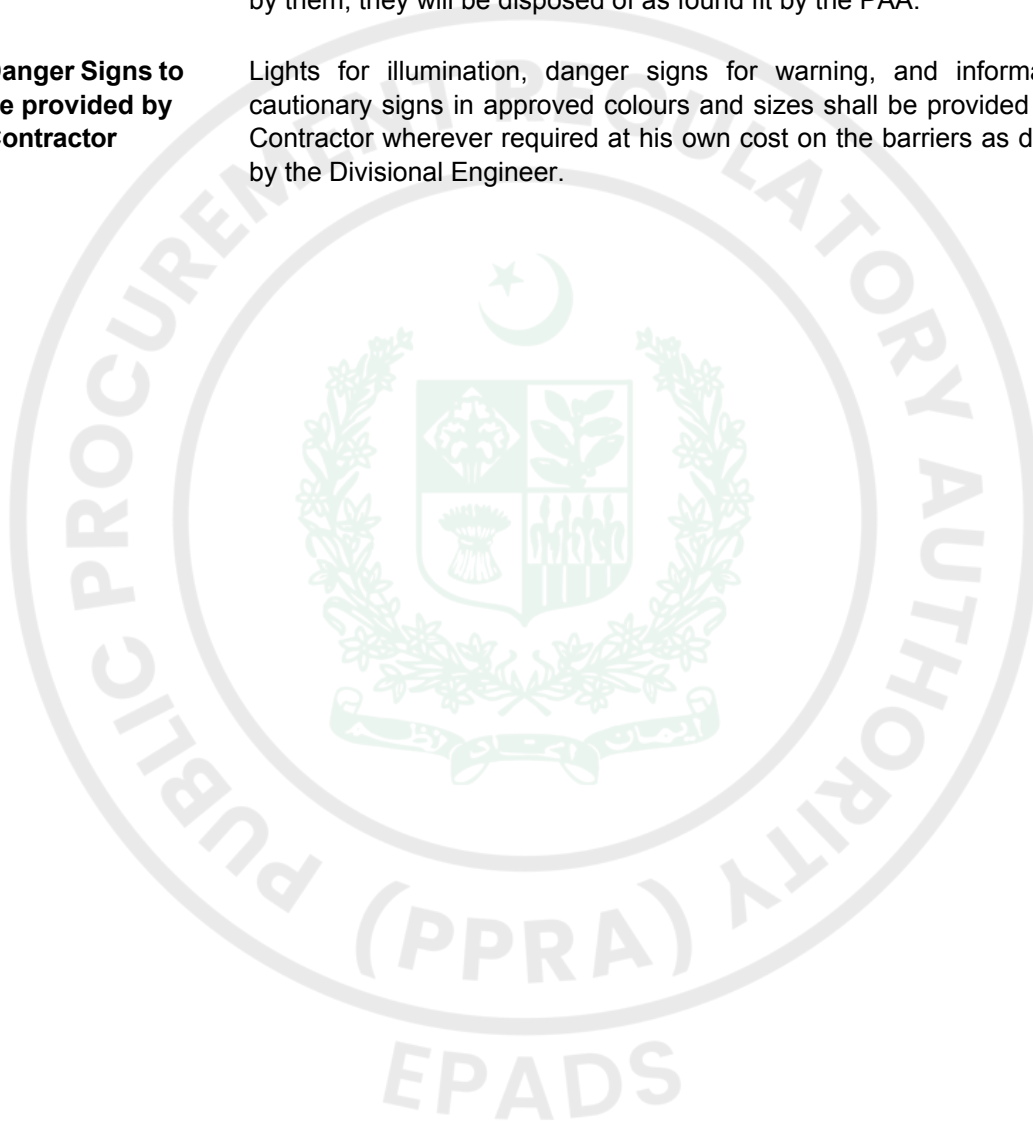 by them, they will be disposed of as found fit by the PAA.
anger Signs to
e provided by
ontractor
Lights for illumination, danger signs for warning, and
cautionary signs in approved colours and sizes shall be provided
Contractor wherever required at his own cost on the barriers as
by the Divisional Engineer.
PUBLIC PROCUREMENT REGULATORY AUTHORITY
(PPRA)
EPADS